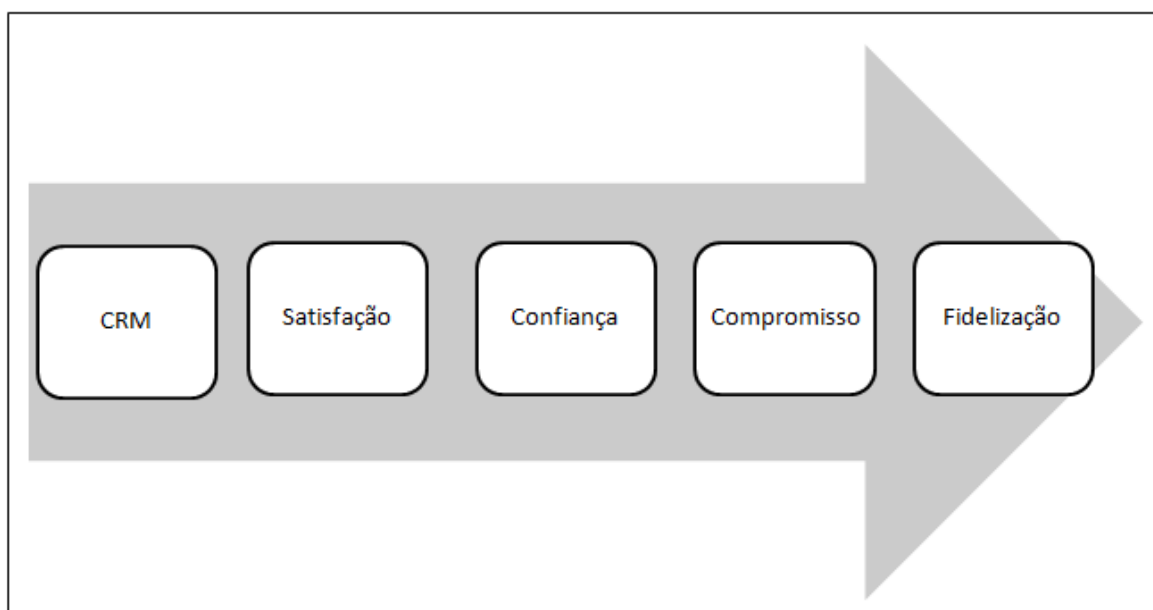 CRM
Satisfação
Confiança
Compromisso
Fidelização